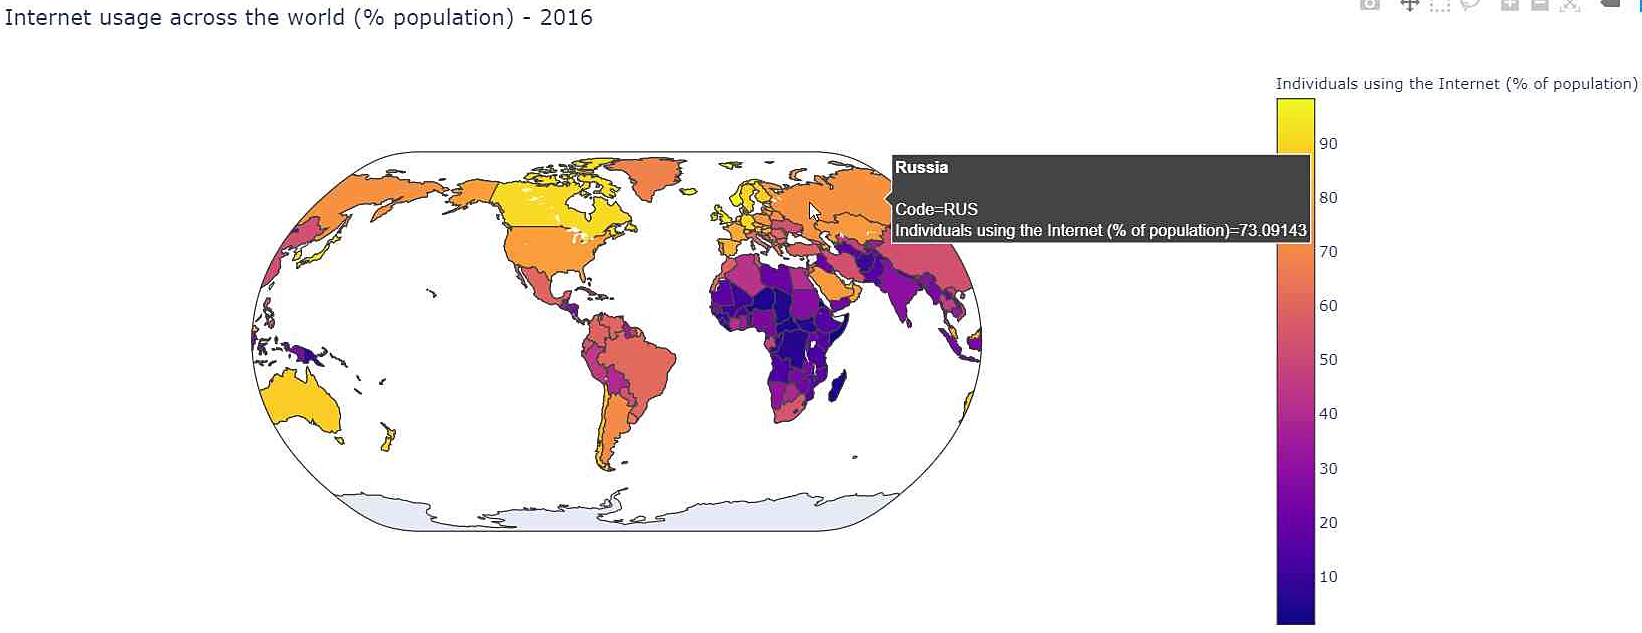 Internet usage across the world (% population) - 2016
Individuals using the Internet (% of population)
90
80
70
60
50
40
30
20
10
Russia
Code=RUS
Individuals using the Internet (% of population)=73.09143